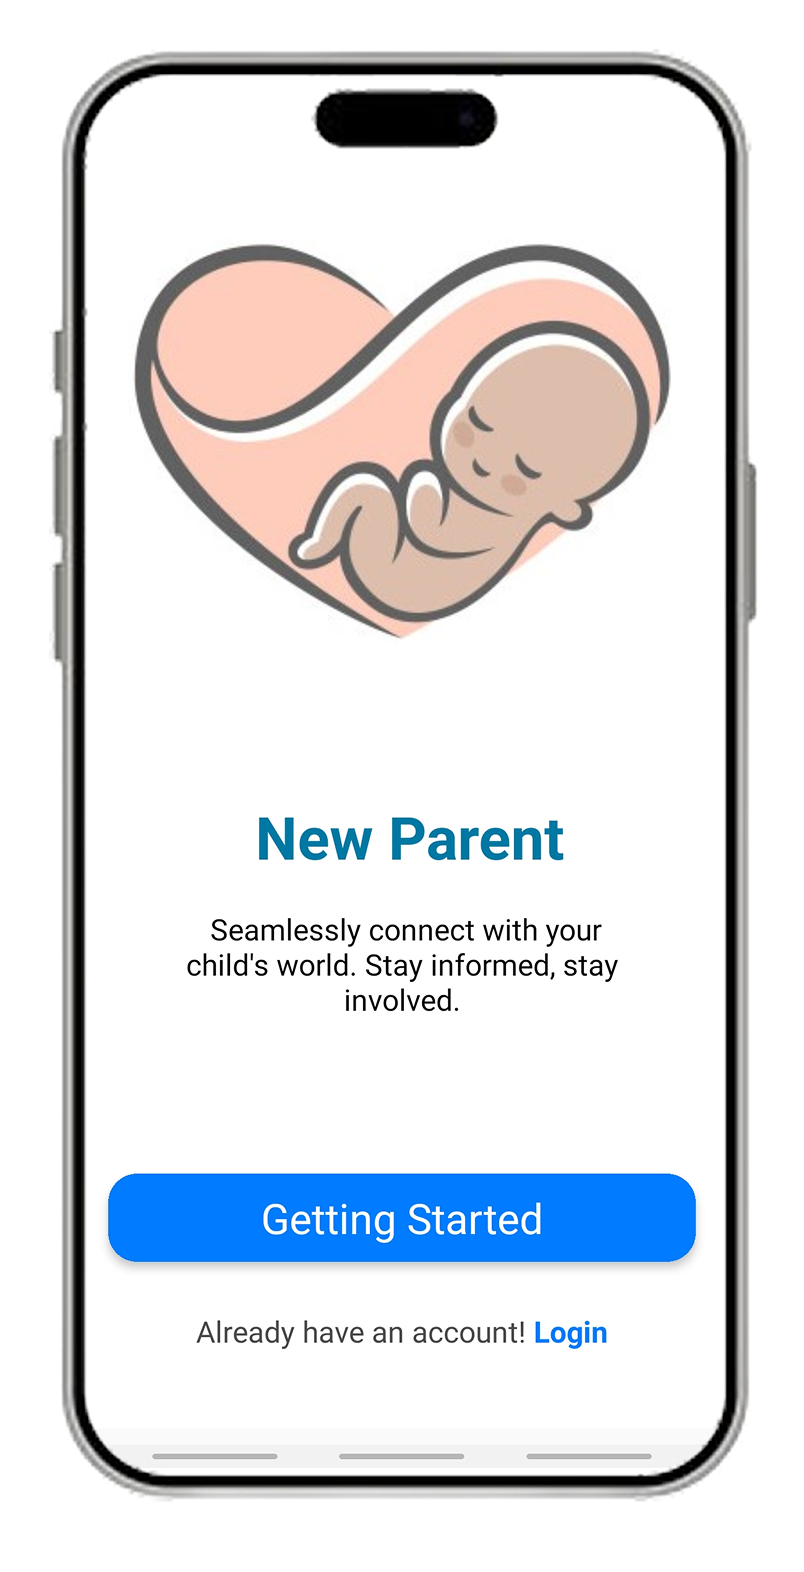 New Parent
Seamlessly connect with your
child's world. Stay informed, stay
involved.
Getting Started
Already have an account! Login